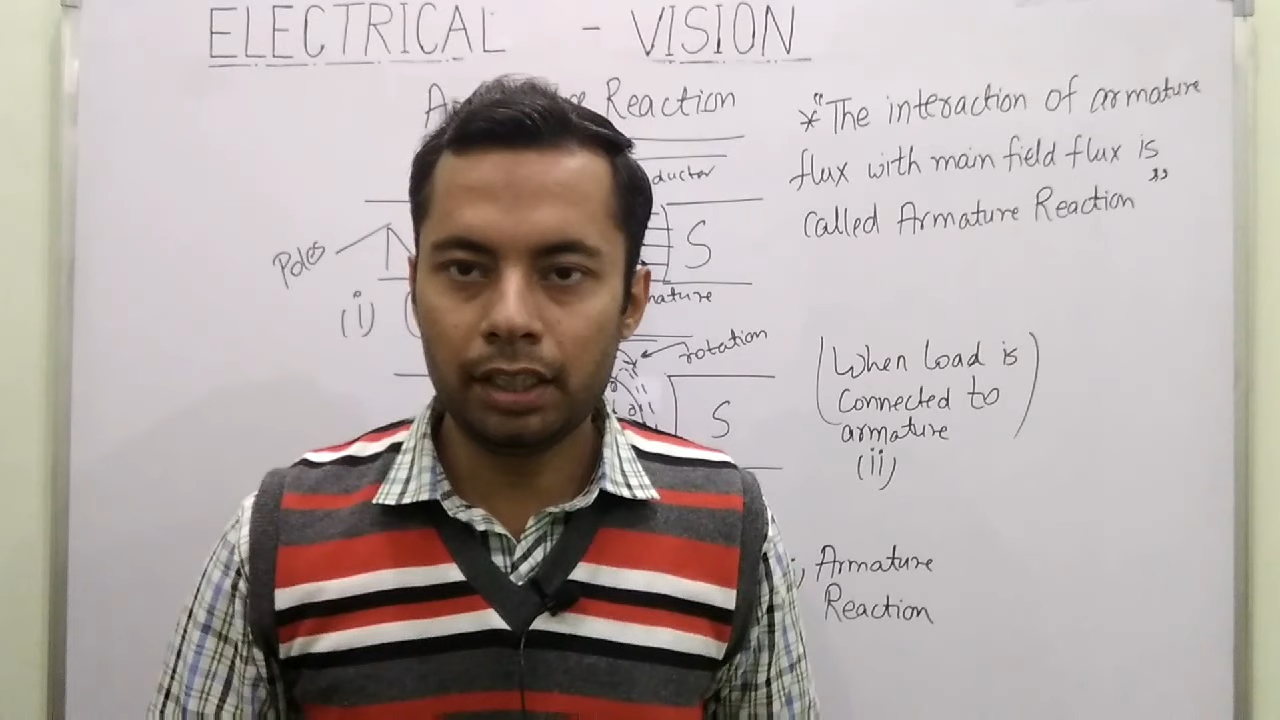 ELECTRICAL - VISION
Reaction
*"The interaction of armature
flux with main field flux is
called Armature Reaction"
S
Poles
N
(i)
rotation
S
(When load is
connected to
armature)
(ii)
, Armature
Reaction